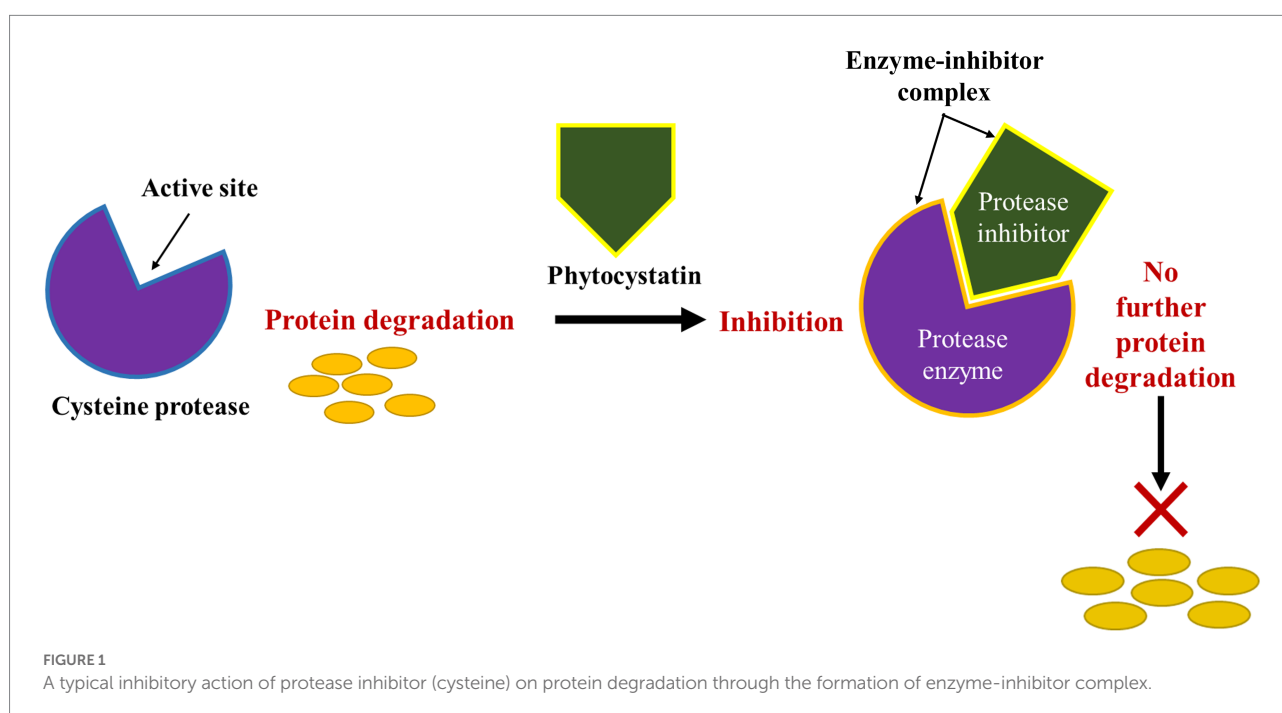 Enzyme-inhibitor
complex
Active site
Protease
inhibitor
Phytocystatin
No
further
protein
degradation
Protein degradation
Inhibition
Protease
enzyme
Cysteine protease
FIGURE 1
A typical inhibitory action of protease inhibitor (cysteine) on protein degradation through the formation of enzyme-inhibitor complex.